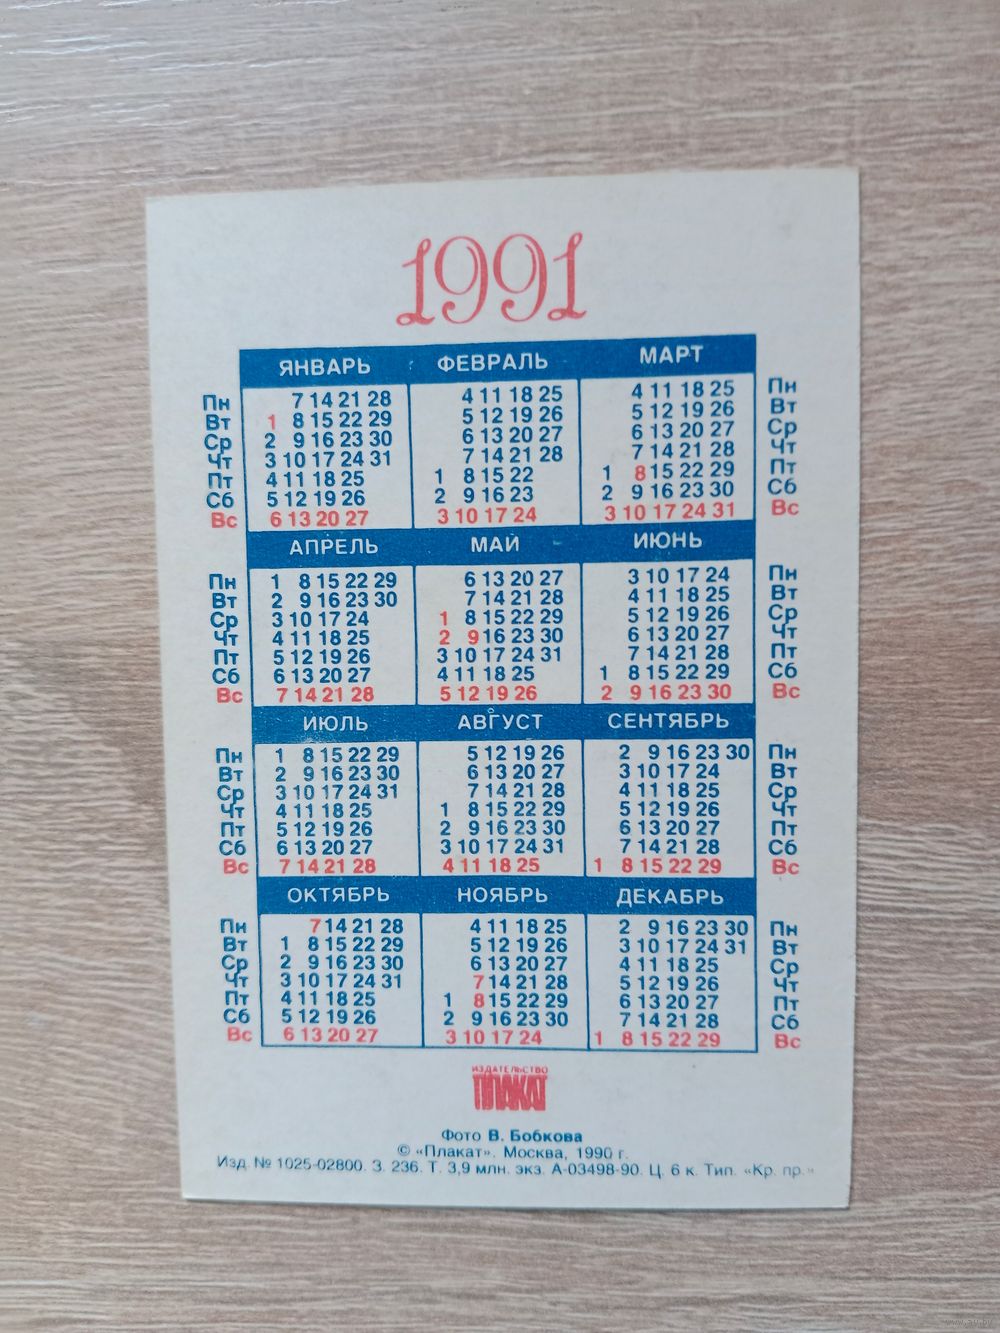 1991
ЯНВАРЬ ФЕВРАЛЬ МАРТ
Пн 7 14 21 28 4 11 18 25 4 11 18 25 Пн
Вт 1 8 15 22 29 5 12 19 26 5 12 19 26 Вт
Ср 2 9 16 23 30 6 13 20 27 6 13 20 27 Ср
Чт 3 10 17 24 31 7 14 21 28 7 14 21 28 Чт
Пт 4 11 18 25 1 8 15 22 1 8 15 22 29 Пт
Сб 5 12 19 26 2 9 16 23 2 9 16 23 30 Сб
Вс 6 13 20 27 3 10 17 24 3 10 17 24 31 Вс
АПРЕЛЬ МАЙ ИЮНЬ
Пн 1 8 15 22 29 6 13 20 27 3 10 17 24 Пн
Вт 2 9 16 23 30 7 14 21 28 4 11 18 25 Вт
Ср 3 10 17 24 1 8 15 22 29 5 12 19 26 Ср
Чт 4 11 18 25 2 9 16 23 30 6 13 20 27 Чт
Пт 5 12 19 26 3 10 17 24 31 7 14 21 28 Пт
Сб 6 13 20 27 4 11 18 25 1 8 15 22 29 Сб
Вс 7 14 21 28 5 12 19 26 2 9 16 23 30 Вс
ИЮЛЬ АВГУСТ СЕНТЯБРЬ
Пн 1 8 15 22 29 5 12 19 26 2 9 16 23 30 Пн
Вт 2 9 16 23 30 6 13 20 27 3 10 17 24 Вт
Ср 3 10 17 24 31 7 14 21 28 4 11 18 25 Ср
Чт 4 11 18 25 1 8 15 22 29 5 12 19 26 Чт
Пт 5 12 19 26 2 9 16 23 30 6 13 20 27 Пт
Сб 6 13 20 27 3 10 17 24 31 7 14 21 28 Сб
Вс 7 14 21 28 4 11 18 25 1 8 15 22 29 Вс
ОКТЯБРЬ НОЯБРЬ ДЕКАБРЬ
Пн 7 14 21 28 4 11 18 25 2 9 16 23 30 Пн
Вт 1 8 15 22 29 5 12 19 26 3 10 17 24 31 Вт
Ср 2 9 16 23 30 6 13 20 27 4 11 18 25 Ср
Чт 3 10 17 24 31 7 14 21 28 5 12 19 26 Чт
Пт 4 11 18 25 1 8 15 22 29 6 13 20 27 Пт
Сб 5 12 19 26 2 9 16 23 30 7 14 21 28 Сб
Вс 6 13 20 27 3 10 17 24 1 8 15 22 29 Вс
ИЗДАТЕЛЬСТВО
ПЛАКАТ
Фото В. Бобкова
© «Плакат». Москва, 1990 г.
Изд. № 1025-02800. З. 236. Т. 3,9 млн. экз. А-03498-90. Ц. 6 к. Тип. «Кр. пр.»